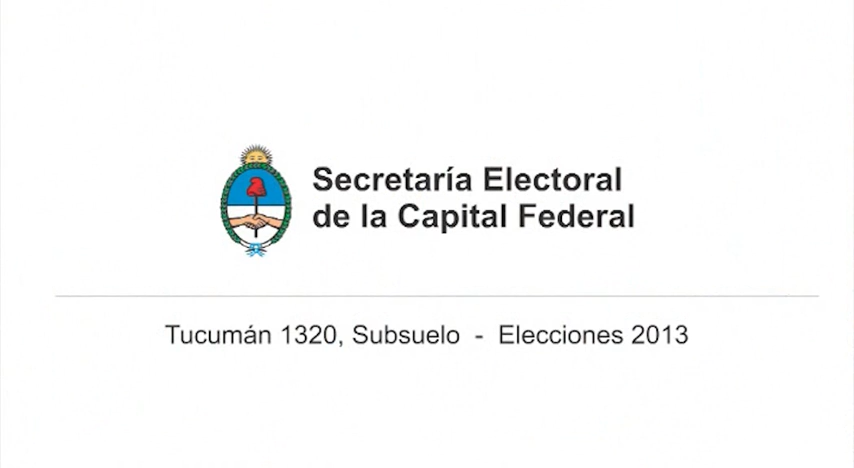 Secretaría Electoral
de la Capital Federal
Tucumán 1320, Subsuelo - Elecciones 2013